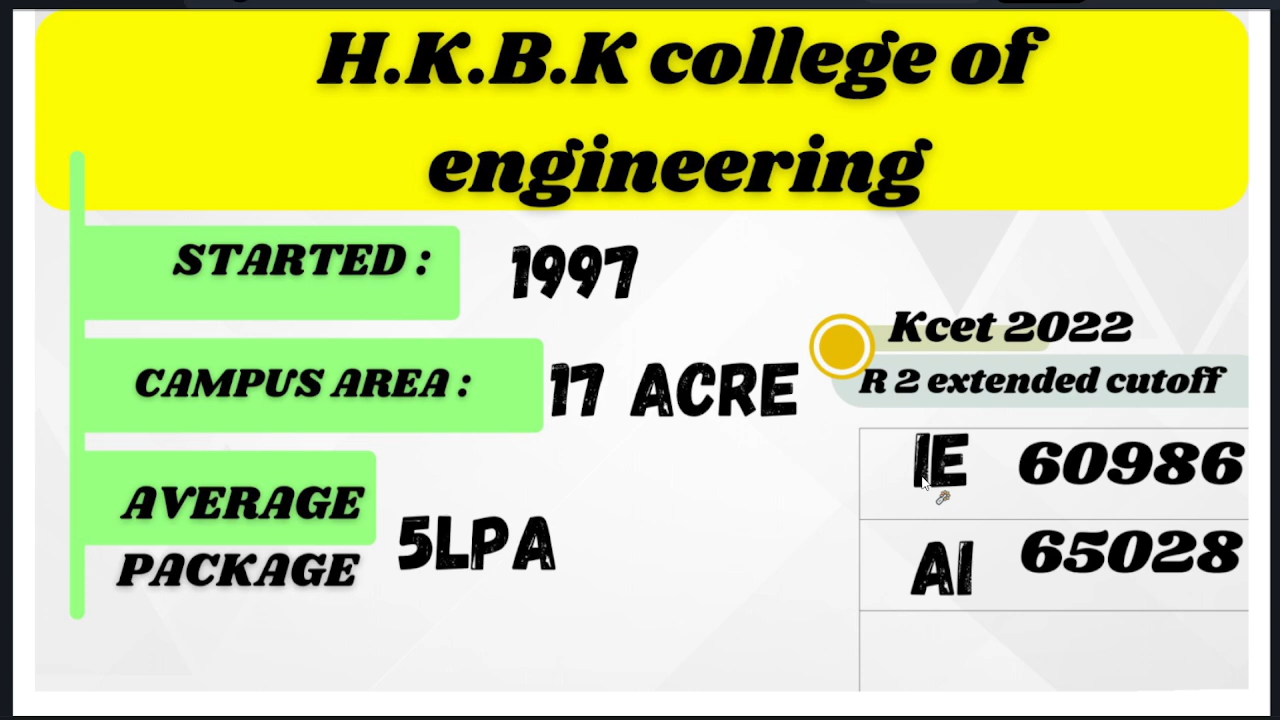 H.K.B.K college of
engineering
STARTED :
1997
CAMPUS AREA :
17 ACRE
AVERAGE
PACKAGE
5LPA
Kcet 2022
R 2 extended cutoff
IE 60986
AI 65028